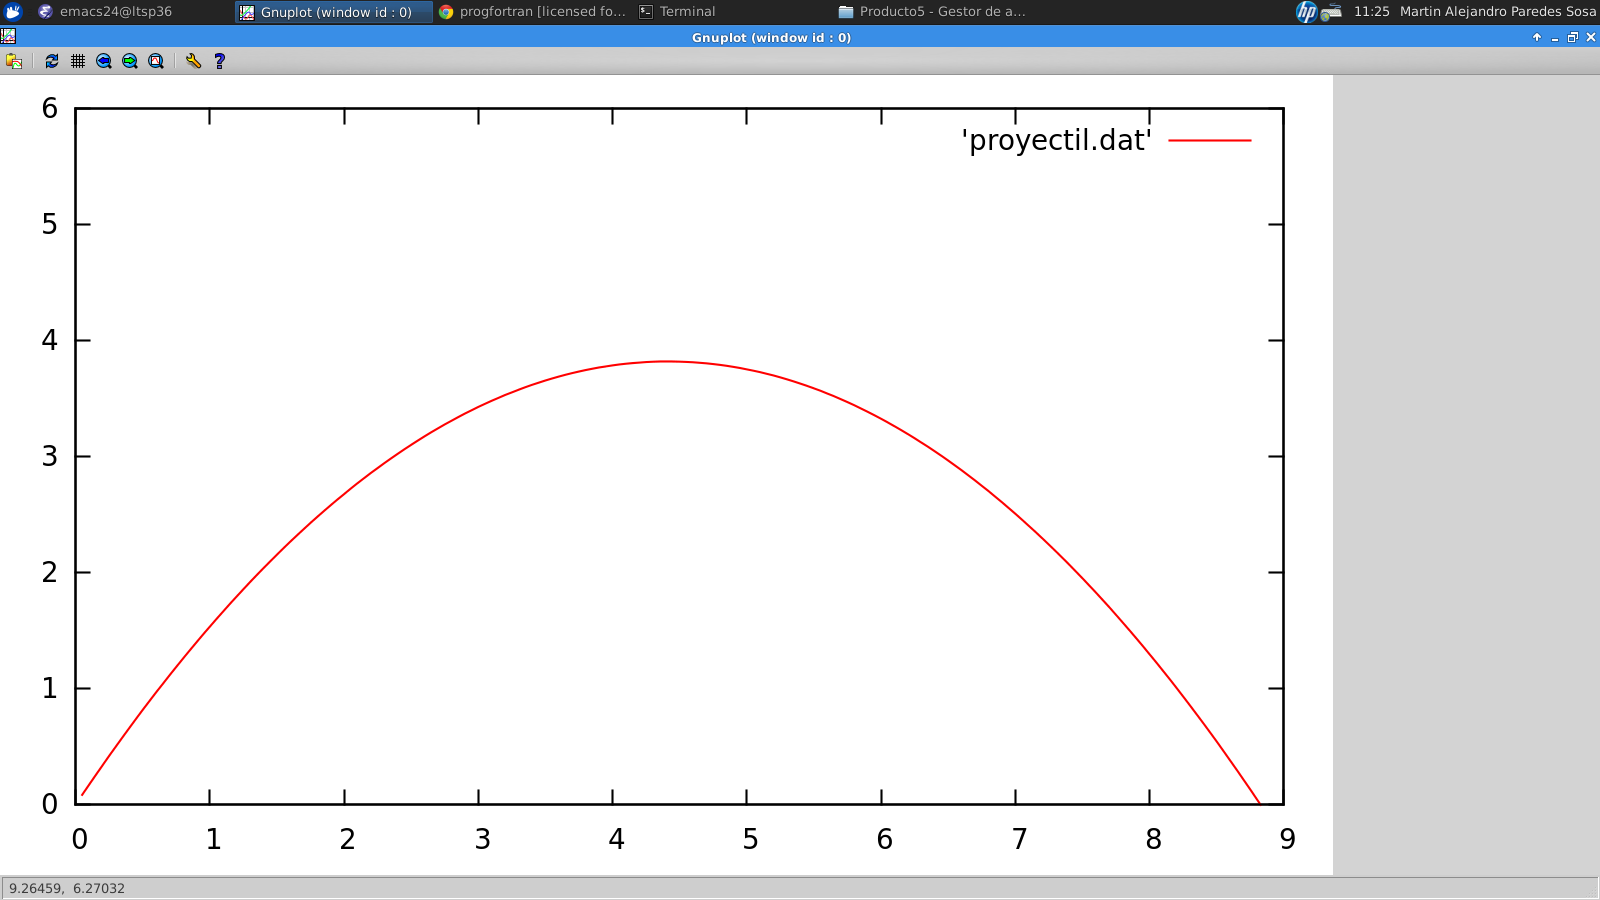 emacs24@ltsp36 Gnuplot (window id : 0) progfortran [licensed fo... Terminal Producto5 - Gestor de a... hp 11:25 Martin Alejandro Paredes Sosa
Gnuplot (window id : 0)
?
6
'proyectil.dat'
5
4
3
2
1
0
0 1 2 3 4 5 6 7 8 9
9.26459, 6.27032